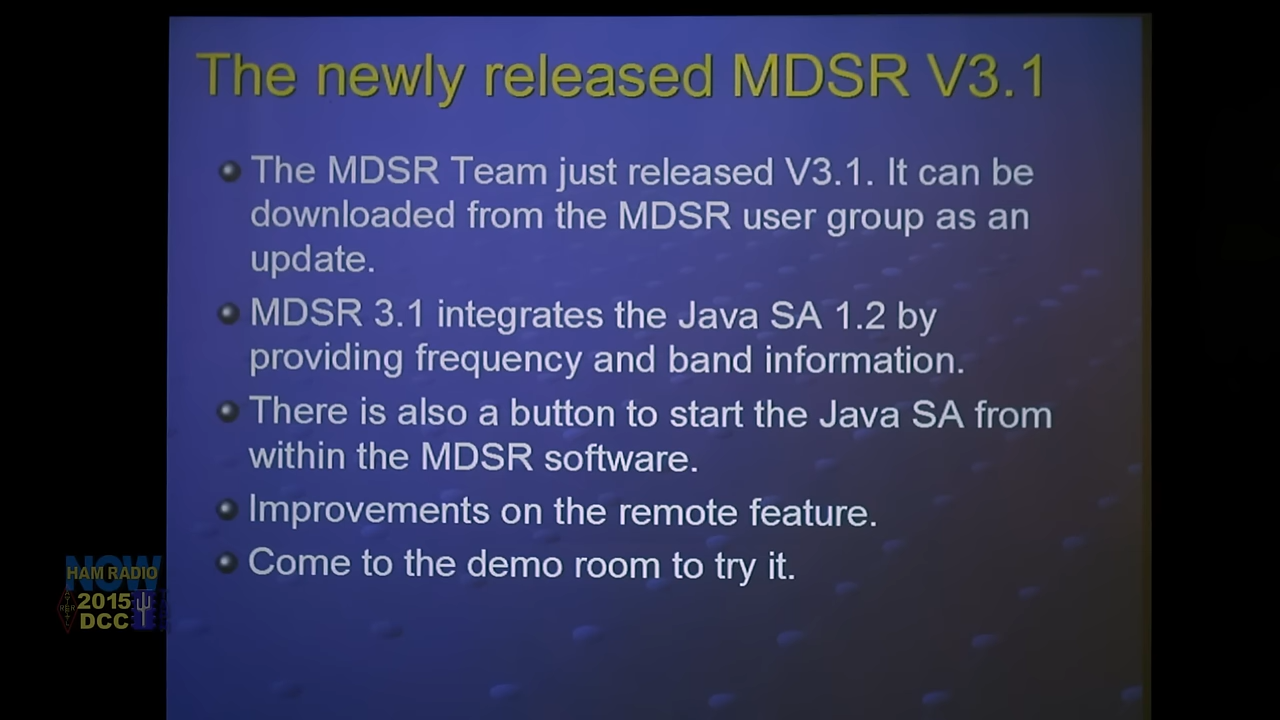 The newly released MDSR V3.1
The MDSR Team just released V3.1. It can be
downloaded from the MDSR user group as an
update.
MDSR 3.1 integrates the Java SA 1.2 by
providing frequency and band information.
There is also a button to start the Java SA from
within the MDSR software.
Improvements on the remote feature.
Come to the demo room to try it.
NOW
HAM RADIO
2015
DCC